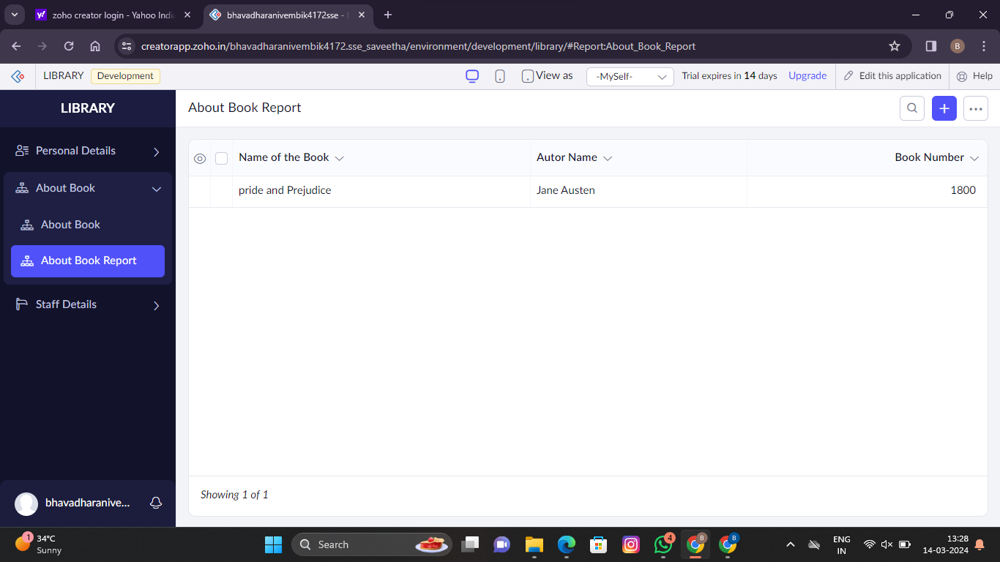 zoho creator login - Yahoo Indi
bhavadharanivembik4172sse -
creatorapp.zoho.in/bhavadharanivembik4172.sse_saveetha/environment/development/library/#Report:About_Book_Report
B
LIBRARY
Development
View as
-MySelf-
Trial expires in 14 days
Upgrade
Edit this application
Help
LIBRARY
Personal Details
About Book
About Book
About Book Report
Staff Details
bhavadharanive...
About Book Report
Name of the Book
Autor Name
Book Number
pride and Prejudice
Jane Austen
1800
Showing 1 of 1
1
34°C
Sunny
Search
4
B
B
ENG
IN
13:28
14-03-2024